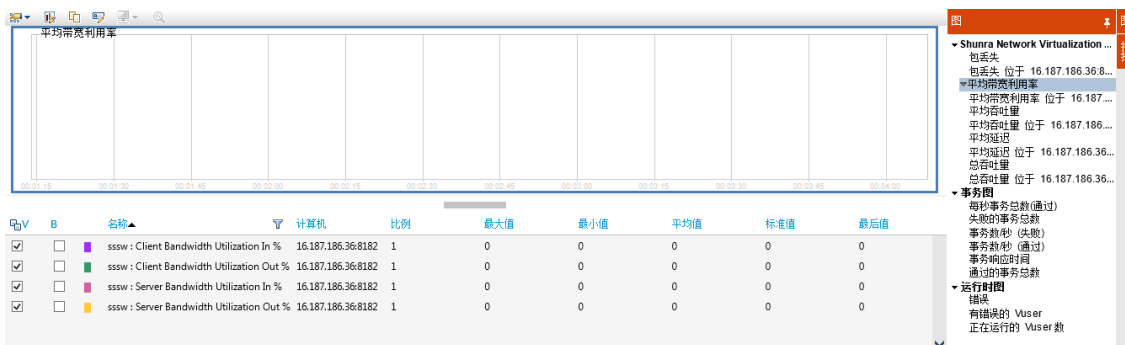 图
平均带宽利用率
00:01:15 00:01:30 00:01:45 00:02:00 00:02:15 00:02:30 00:02:45 00:03:00 00:03:15 00:03:30 00:03:45 00:04:00
V B 名称 计算机 比例 最大值 最小值 平均值 标准值 最后值
sssw : Client Bandwidth Utilization In % 16.187.186.36:8182 1 0 0 0 0 0
sssw : Client Bandwidth Utilization Out % 16.187.186.36:8182 1 0 0 0 0 0
sssw : Server Bandwidth Utilization In % 16.187.186.36:8182 1 0 0 0 0 0
sssw : Server Bandwidth Utilization Out % 16.187.186.36:8182 1 0 0 0 0 0
Shunra Network Virtualization ...
包丢失
包丢失 位于 16.187.186.36:8...
平均带宽利用率
平均带宽利用率 位于 16.187....
平均吞吐量
平均吞吐量 位于 16.187.186....
平均延迟
平均延迟 位于 16.187.186.36...
总吞吐量
总吞吐量 位于 16.187.186.36...
事务图
每秒事务总数(通过)
失败的事务总数
事务数/秒 (失败)
事务数/秒 (通过)
事务响应时间
通过的事务总数
运行时图
错误
有错误的 Vuser
正在运行的 Vuser 数